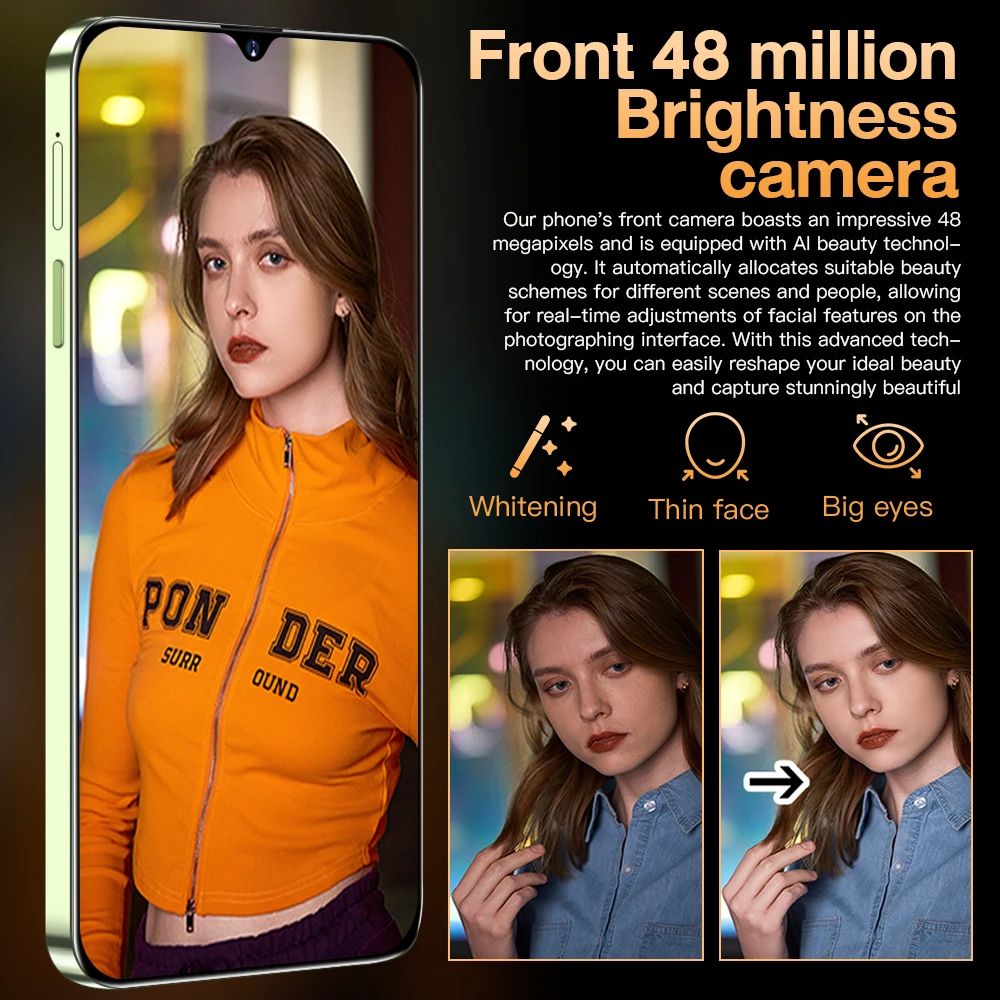 Front 48 million
Brightness
camera
Our phone's front camera boasts an impressive 48
megapixels and is equipped with AI beauty technol-
ogy. It automatically allocates suitable beauty
schemes for different scenes and people, allowing
for real-time adjustments of facial features on the
photographing interface. With this advanced tech-
nology, you can easily reshape your ideal beauty
and capture stunningly beautiful
Whitening
Thin face
Big eyes
PON DER
SURR OUND